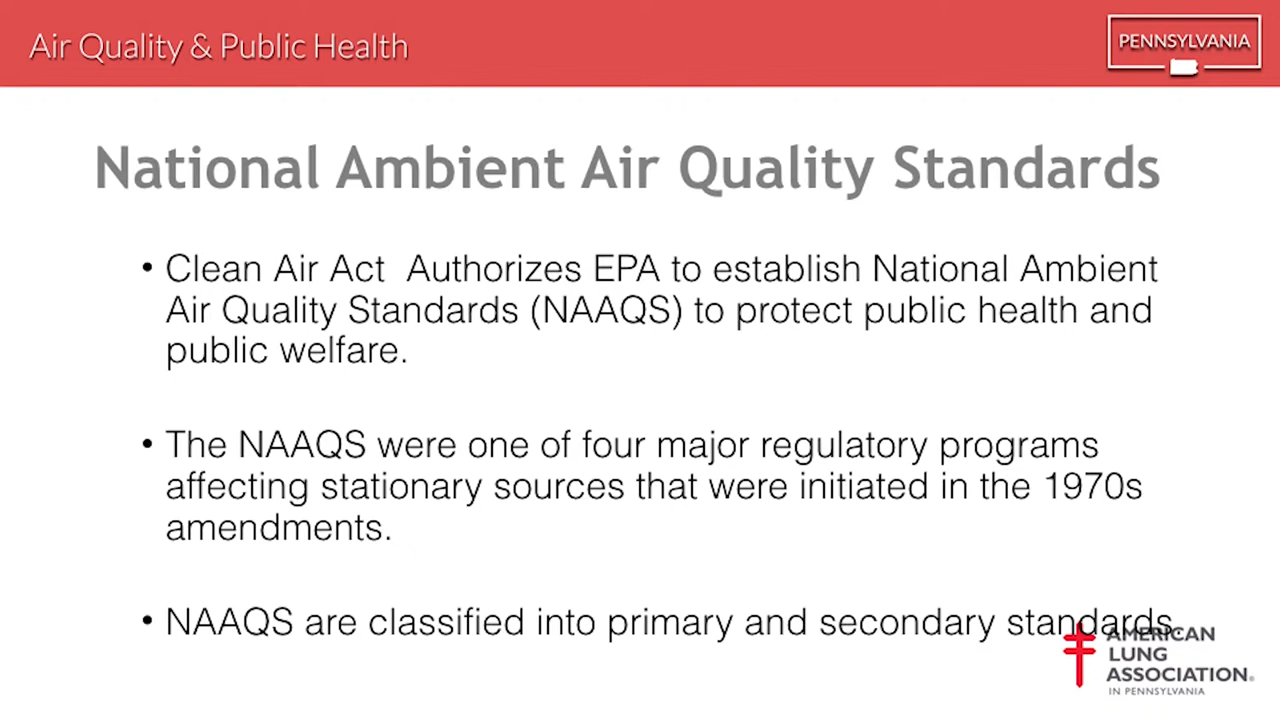 Air Quality & Public Health
PENNSYLVANIA
National Ambient Air Quality Standards
• Clean Air Act  Authorizes EPA to establish National Ambient
Air Quality Standards (NAAQS) to protect public health and
public welfare.
• The NAAQS were one of four major regulatory programs
affecting stationary sources that were initiated in the 1970s
amendments.
• NAAQS are classified into primary and secondary standards.
AMERICAN
LUNG
ASSOCIATION®
IN PENNSYLVANIA